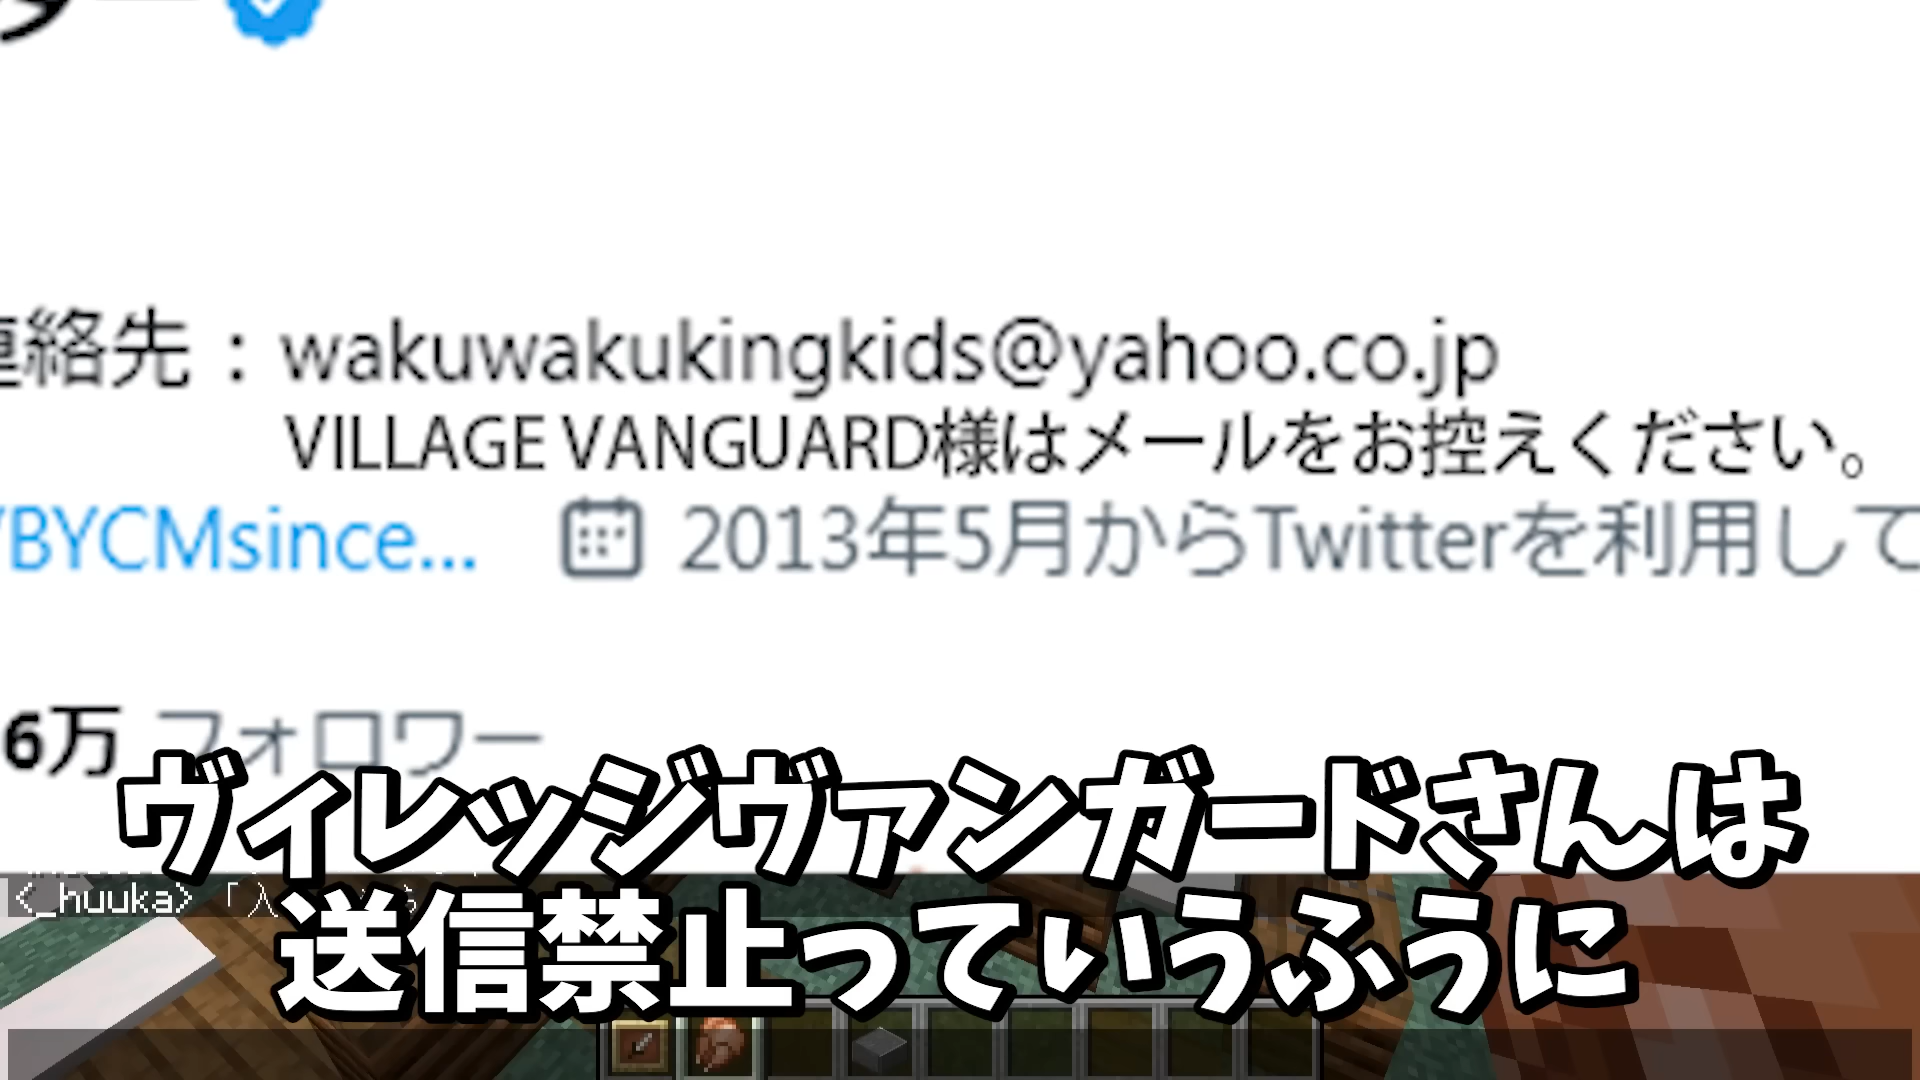 連絡先：wakuwakukingkids@yahoo.co.jp
VILLAGE VANGUARD様はメールをお控えください。
YBYCMsince... 2013年5月からTwitterを利用して
6万 フォロワー
ヴィレッジヴァンガードさんは
<_huuka> 「入
送信禁止っていうふうに